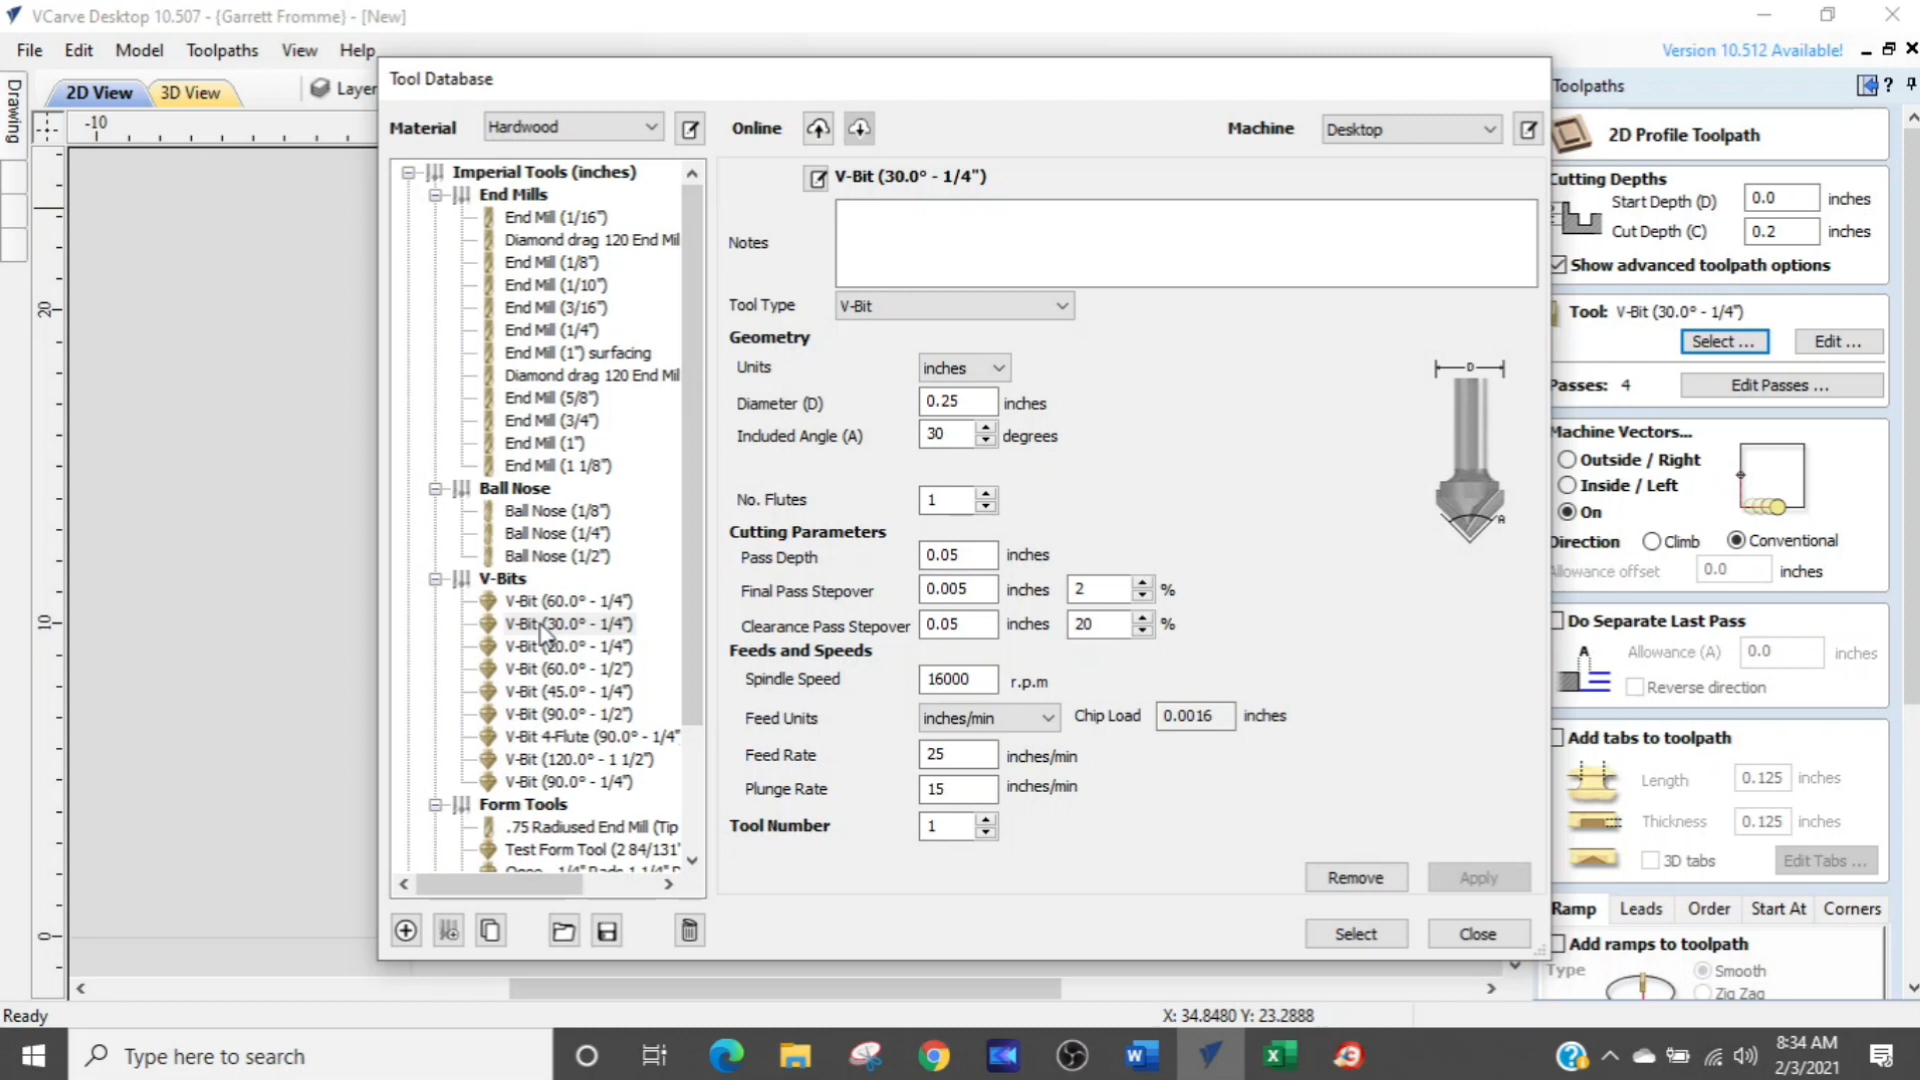 VCarve Desktop 10.507 - {Garrett Fromme} - [New]
File Edit Model Toolpaths View Help
Version 10.512 Available!
Drawing
2D View 3D View Layer
-10
20
10
0
Tool Database
Material Hardwood Online Machine Desktop
Imperial Tools (inches)
End Mills
End Mill (1/16")
Diamond drag 120 End Mil
End Mill (1/8")
End Mill (1/10")
End Mill (3/16")
End Mill (1/4")
End Mill (1") surfacing
Diamond drag 120 End Mil
End Mill (5/8")
End Mill (3/4")
End Mill (1")
End Mill (1 1/8")
Ball Nose
Ball Nose (1/8")
Ball Nose (1/4")
Ball Nose (1/2")
V-Bits
V-Bit (60.0° - 1/4")
V-Bit (30.0° - 1/4")
V-Bit 0.0° - 1/4")
V-Bit (60.0° - 1/2")
V-Bit (45.0° - 1/4")
V-Bit (90.0° - 1/2")
V-Bit 4-Flute (90.0° - 1/4"
V-Bit (120.0° - 1 1/2")
V-Bit (90.0° - 1/4")
Form Tools
.75 Radiused End Mill (Tip
Test Form Tool (2 84/131"
V-Bit (30.0° - 1/4")
Notes
Tool Type V-Bit
Geometry
Units inches
Diameter (D) 0.25 inches
Included Angle (A) 30 degrees
No. Flutes 1
D
A
Cutting Parameters
Pass Depth 0.05 inches
Final Pass Stepover 0.005 inches 2 %
Clearance Pass Stepover 0.05 inches 20 %
Feeds and Speeds
Spindle Speed 16000 r.p.m
Feed Units inches/min Chip Load 0.0016 inches
Feed Rate 25 inches/min
Plunge Rate 15 inches/min
Tool Number 1
Remove Apply
Select Close
Toolpaths
?
2D Profile Toolpath
Cutting Depths
Start Depth (D) 0.0 inches
Cut Depth (C) 0.2 inches
Show advanced toolpath options
Tool: V-Bit (30.0° - 1/4")
Select ... Edit ...
Passes: 4 Edit Passes ...
Machine Vectors...
Outside / Right
Inside / Left
On
Direction Climb Conventional
Allowance offset 0.0 inches
Do Separate Last Pass
A
Allowance (A) 0.0 inches
Reverse direction
Add tabs to toolpath
Length 0.125 inches
Thickness 0.125 inches
3D tabs Edit Tabs ...
Ramp Leads Order Start At Corners
Add ramps to toolpath
Type Smooth
Zig Zag
Ready X: 34.8480 Y: 23.2888
Type here to search
8:34 AM
2/3/2021